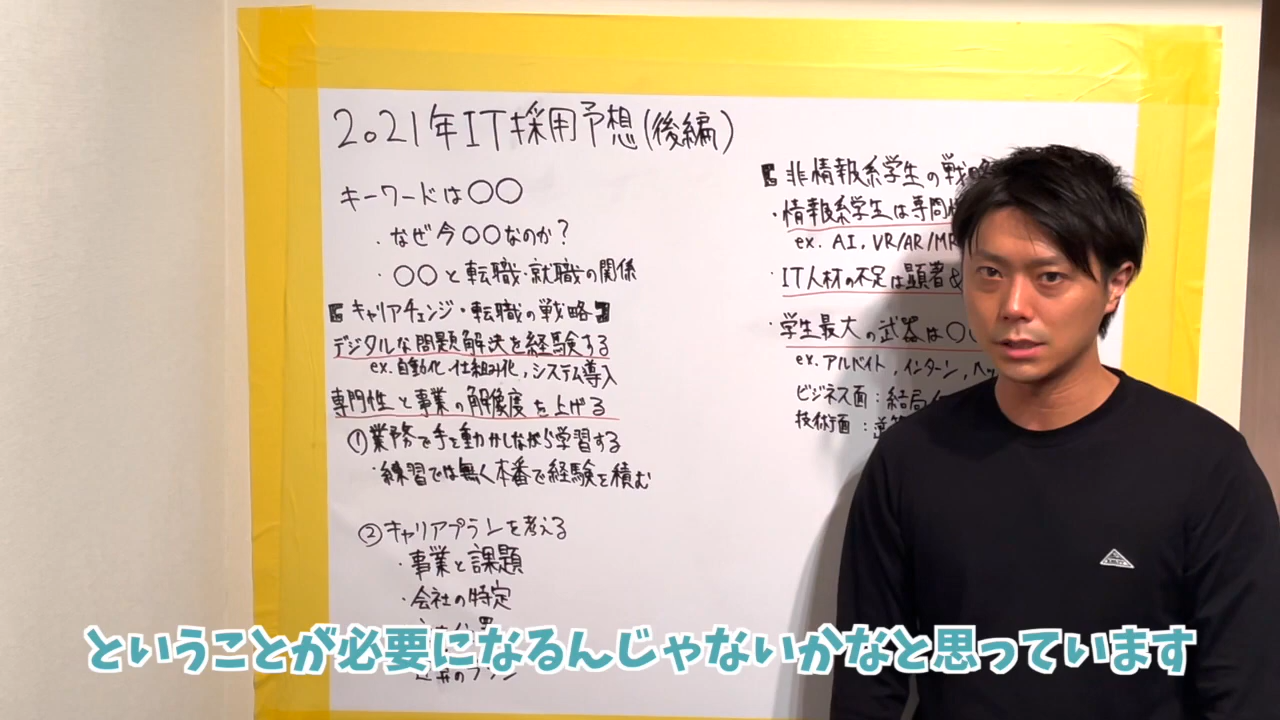 2021年IT採用予想(後編)
キーワードは〇〇
・なぜ今〇〇なのか?
・〇〇と転職・就職の関係
【キャリアチェンジ・転職の戦略】
デジタルな問題解決を経験する
ex. 自動化、仕組み化, システム導入
専門性と事業の解像度を上げる
①業務で手を動かしながら学習する
・練習では無く本番で経験を積む
②キャリアプランを考える
・事業と課題
・会社の特定
【非情報系学生の戦略
・情報系学生は専門
ex. AI, VR/AR/MR
・IT人材の不足は顕著&
・学生最大の武器は〇
ex. アルバイト, インターン,
ビジネス面:結局
技術面:
ということが必要になるんじゃないかなと思っています